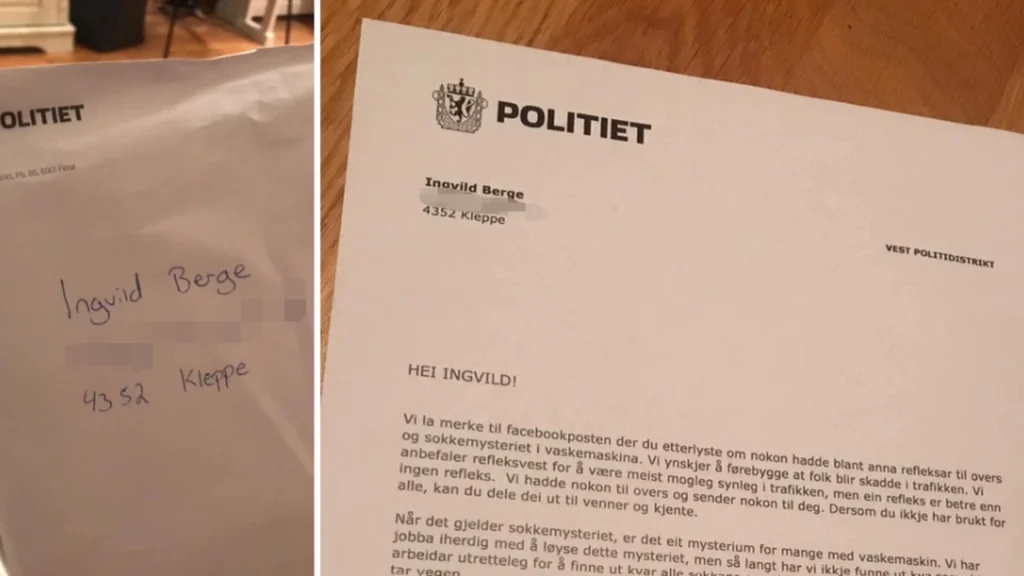 OLITIET
Ingvild Berge
4352 Kleppe
POLITIET
Ingvild Berge
4352 Kleppe
VEST POLITIDISTRIKT
HEI INGVILD!
Vi la merke til facebookposten der du etterlyste om nokon hadde blant anna refleksar til overs
og sokkemysteriet i vaskemaskina. Vi ynskjer å førebygge at folk blir skadde i trafikken. Vi
anbefaler refleksvest for å være meist mogleg synleg i trafikken, men ein refleks er betre enn
ingen refleks. Vi hadde nokon til overs og sender nokon til deg. Dersom du ikkje har brukt for
alle, kan du dele dei ut til venner og kjente.
Når det gjelder sokkemysteriet, er det eit mysterium for mange med vaskemaskin. Vi har
jobba iherdig med å løyse dette mysteriet, men så langt har vi ikkje funne ut
arbeidar utretteleg for å finne ut kvar alle
tar vegen